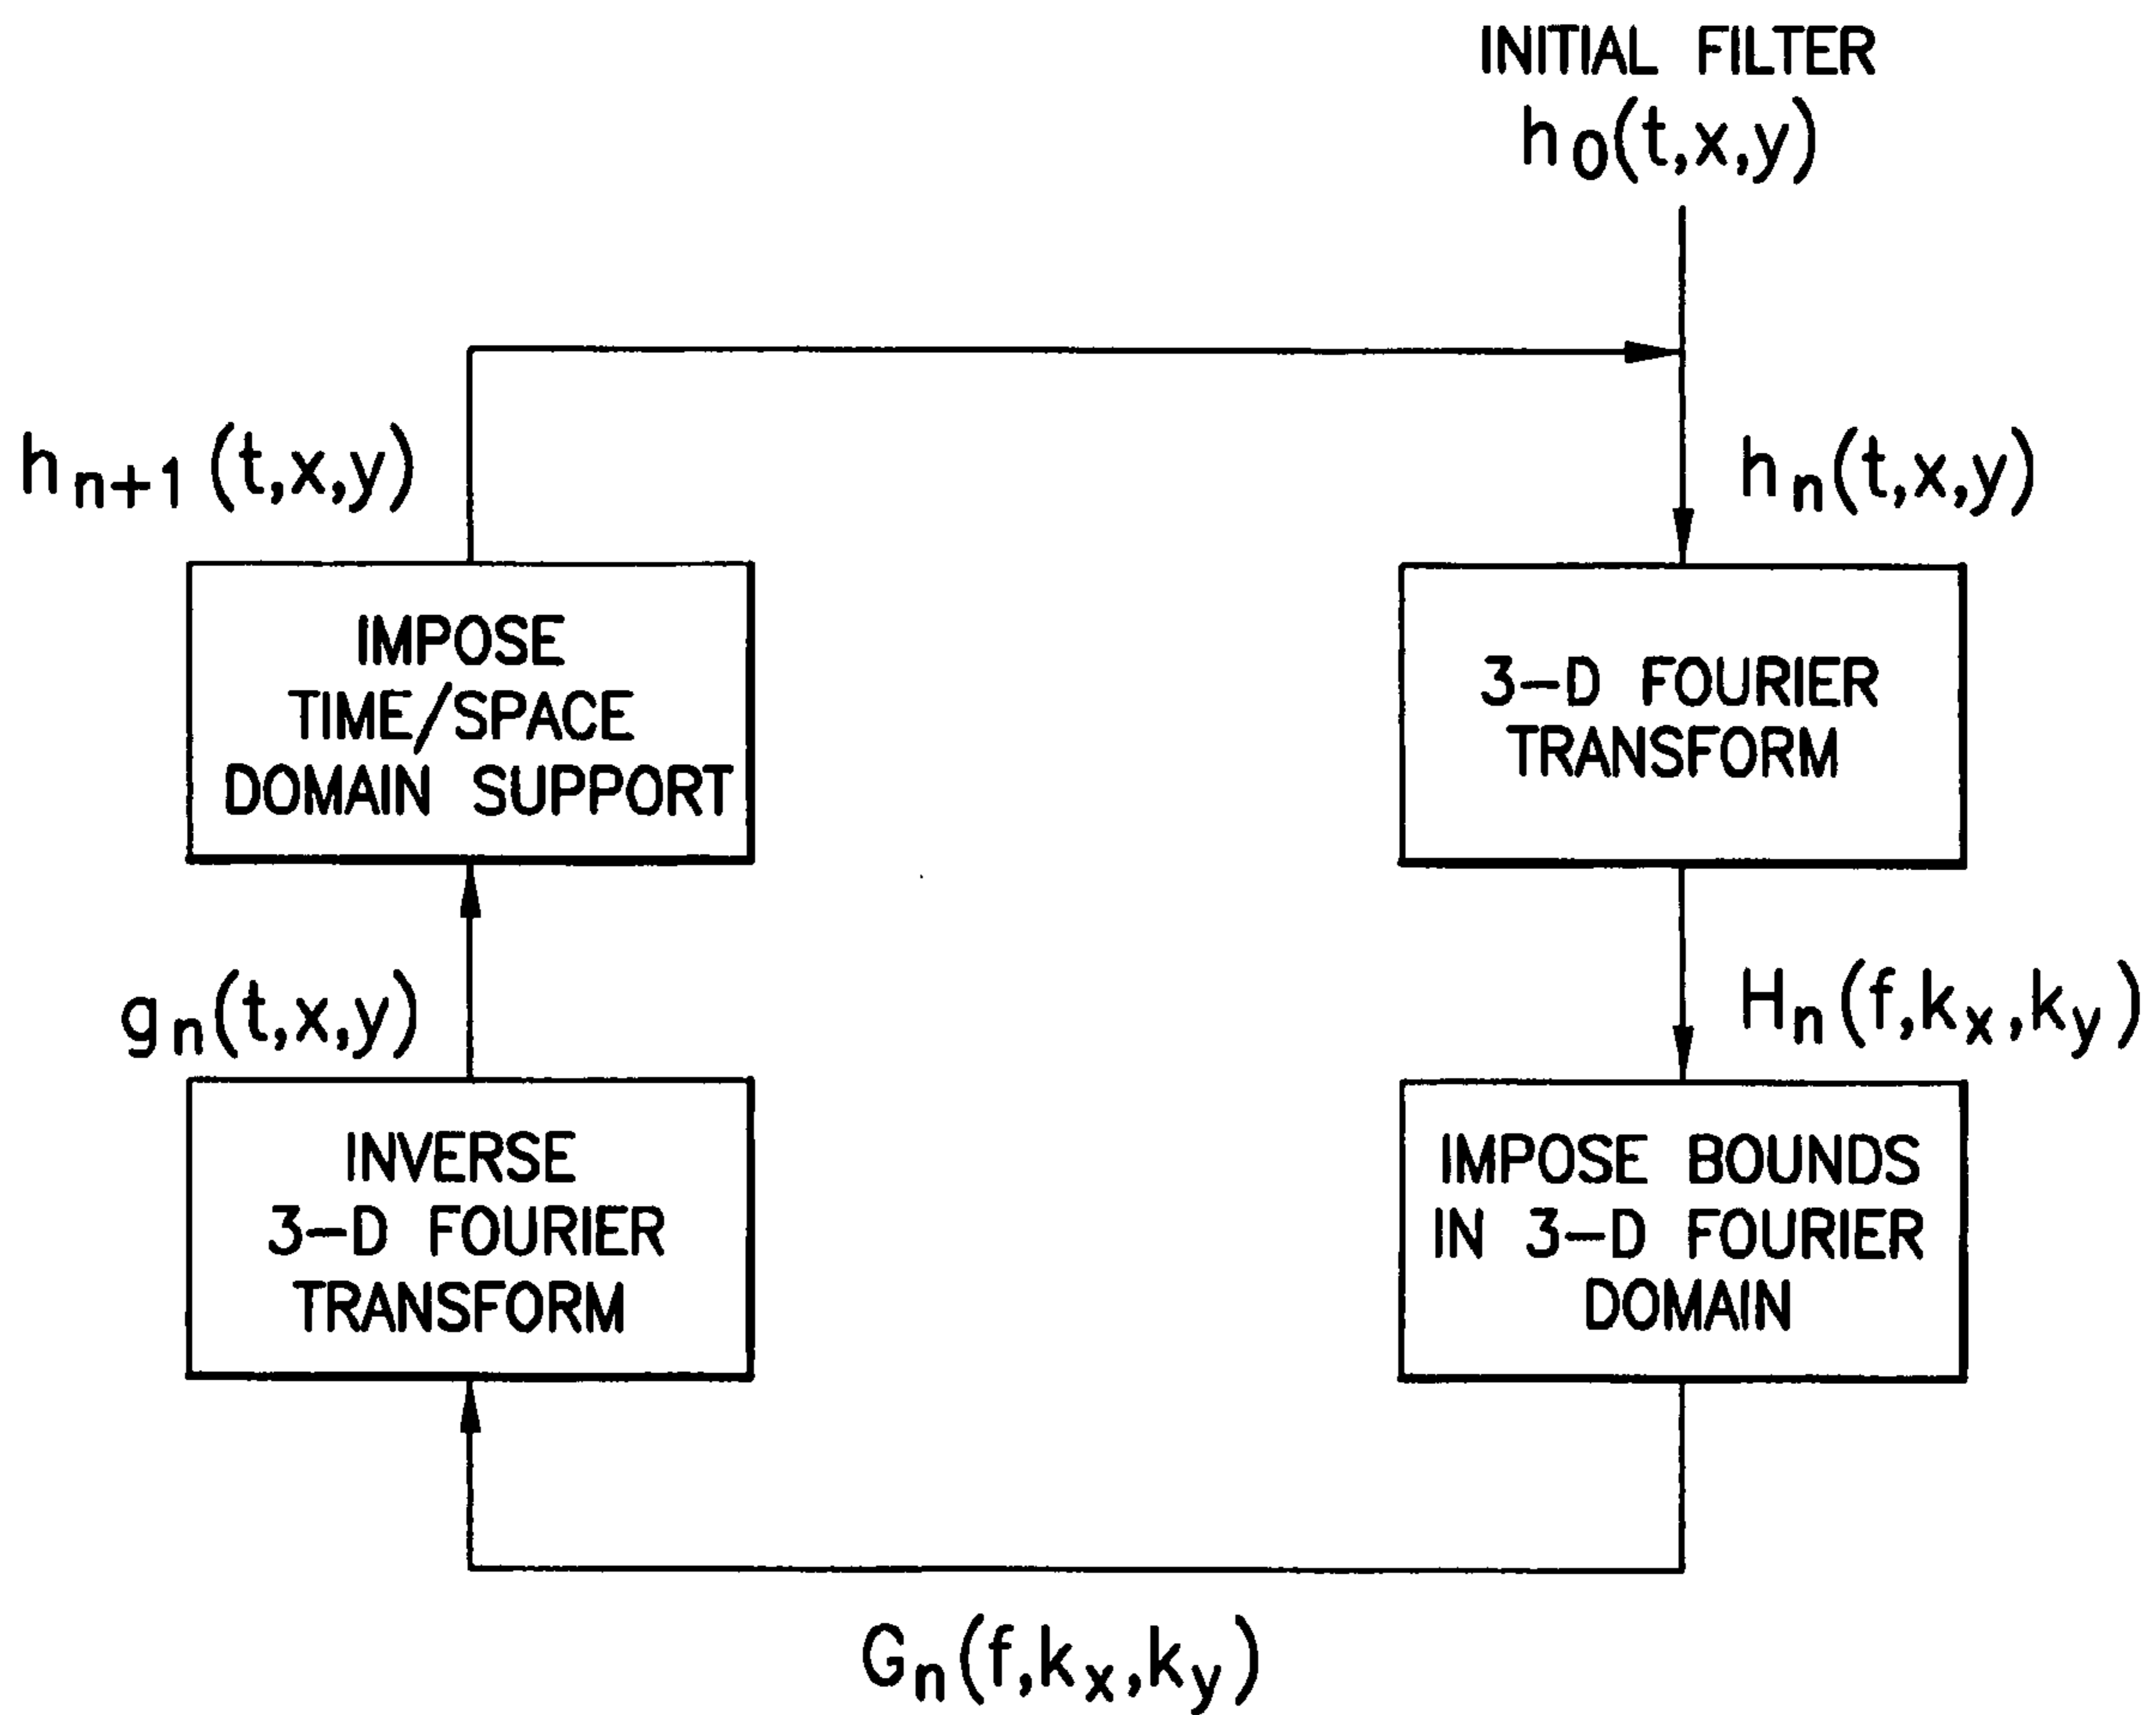 INITIAL FILTER
h0(t,x,y)
hn+1(t,x,y)
hn(t,x,y)
IMPOSE
TIME/SPACE
DOMAIN SUPPORT
3-D FOURIER
TRANSFORM
gn(t,x,y)
Hn(f,kx,ky)
INVERSE
3-D FOURIER
TRANSFORM
IMPOSE BOUNDS
IN 3-D FOURIER
DOMAIN
Gn(f,kx,ky)